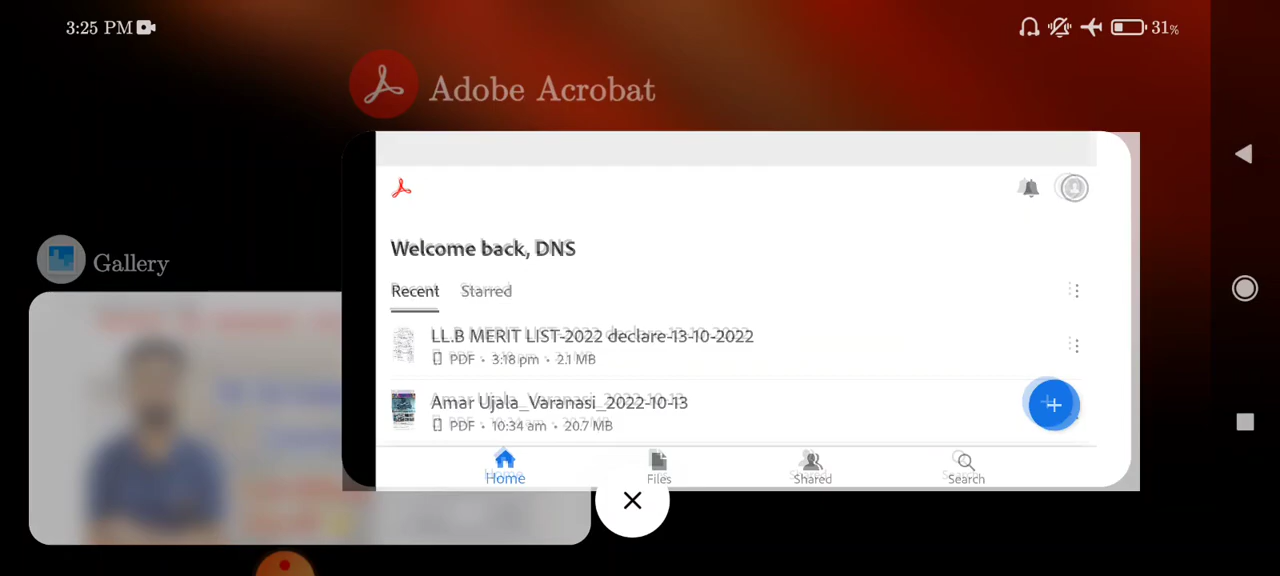 3:25 PM
31%
Adobe Acrobat
Gallery
Welcome back, DNS
Recent Starred
LL.B MERIT LIST-2022 declare-13-10-2022
PDF • 3:18 pm • 2.1 MB
Amar Ujala_Varanasi_2022-10-13
PDF • 10:34 am • 20.7 MB
Home Files Shared Search